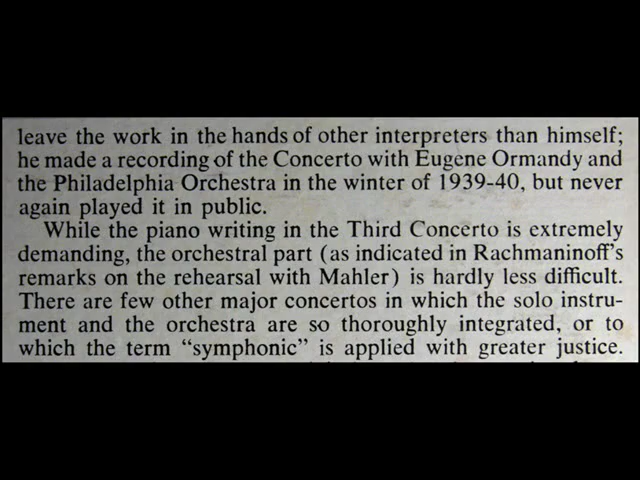 leave the work in the hands of other interpreters than himself;
he made a recording of the Concerto with Eugene Ormandy and
the Philadelphia Orchestra in the winter of 1939-40, but never
again played it in public.
While the piano writing in the Third Concerto is extremely
demanding, the orchestral part (as indicated in Rachmaninoff's
remarks on the rehearsal with Mahler) is hardly less difficult.
There are few other major concertos in which the solo instru-
ment and the orchestra are so thoroughly integrated, or to
which the term “symphonic” is applied with greater justice.